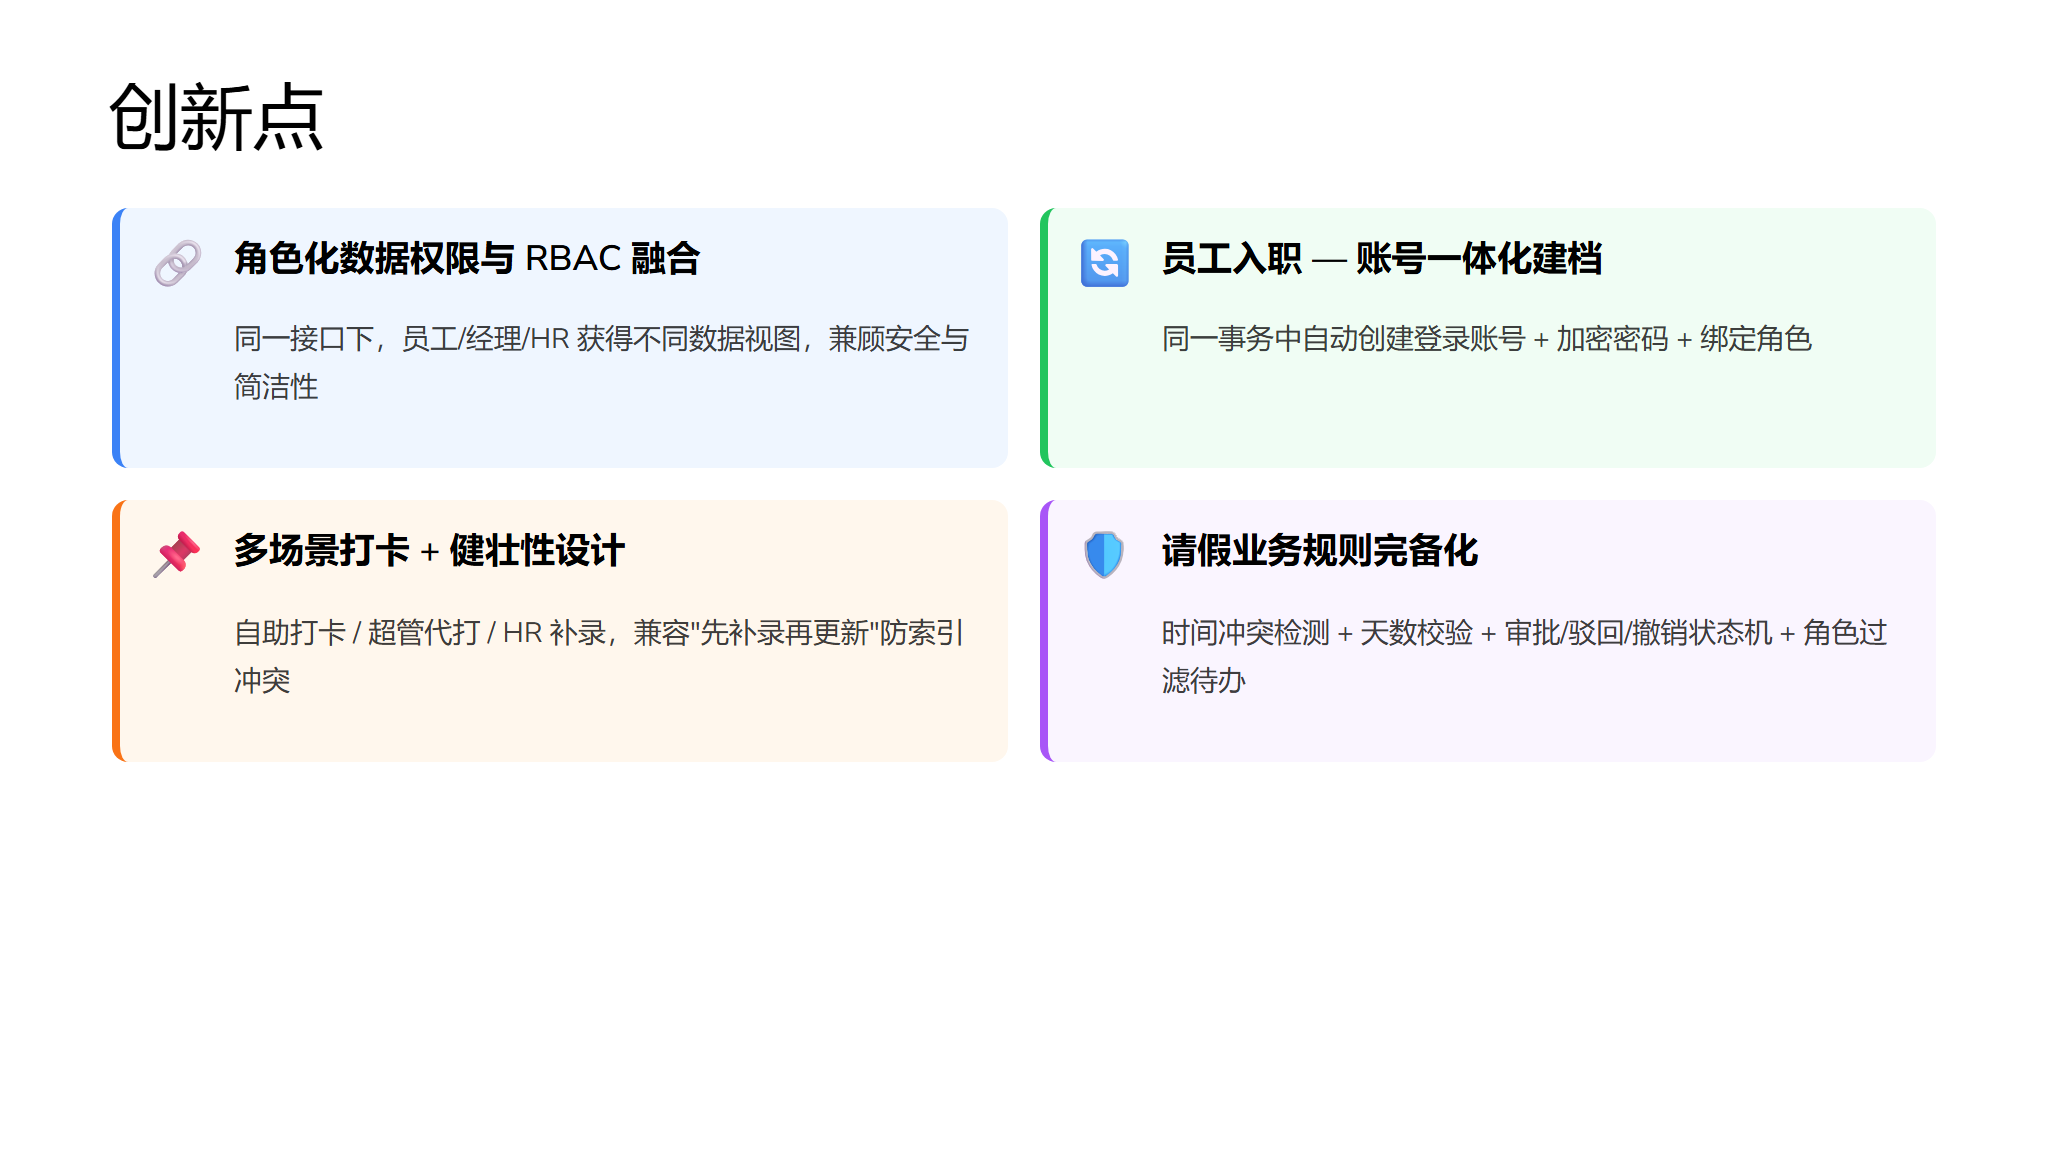 创新点
角色化数据权限与 RBAC 融合
同一接口下，员工/经理/HR 获得不同数据视图，兼顾安全与
简洁性
员工入职 — 账号一体化建档
同一事务中自动创建登录账号 + 加密密码 + 绑定角色
多场景打卡 + 健壮性设计
自助打卡 / 超管代打 / HR 补录，兼容"先补录再更新"防索引
冲突
请假业务规则完备化
时间冲突检测 + 天数校验 + 审批/驳回/撤销状态机 + 角色过
滤待办